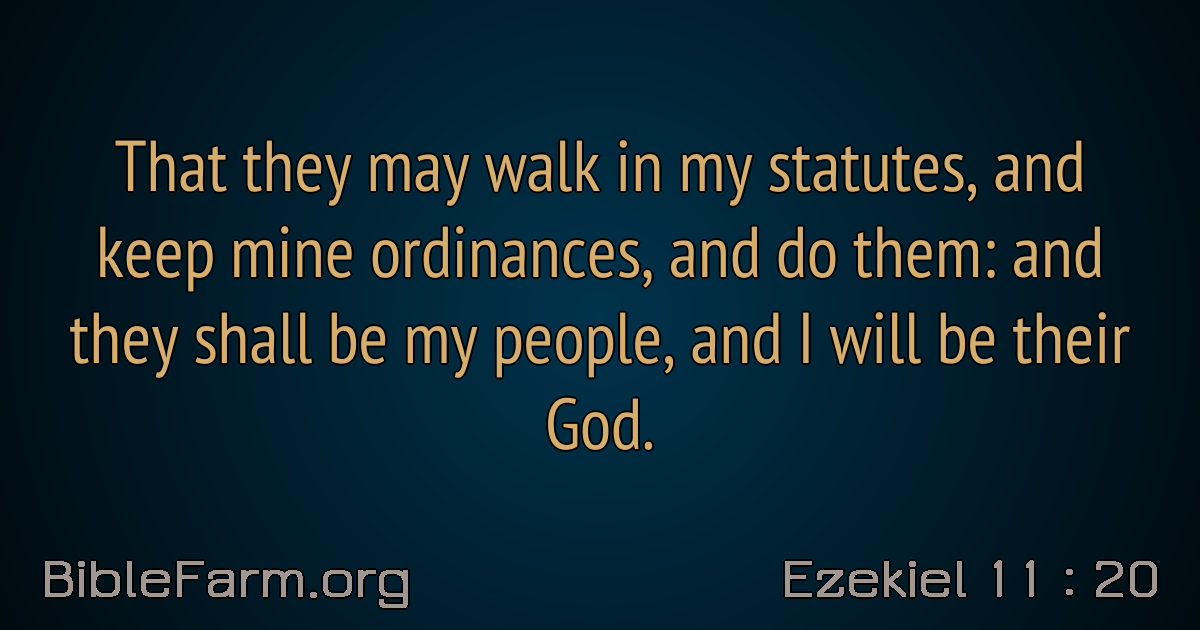 That they may walk in my statutes, and
keep mine ordinances, and do them: and
they shall be my people, and I will be their
God.
BibleFarm.org
Ezekiel 11 : 20